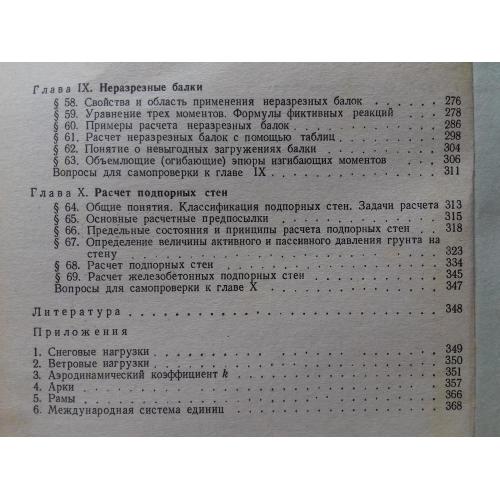 Глава IX. Неразрезные балки
§ 58. Свойства и область применения неразрезных балок 276
§ 59. Уравнение трех моментов. Формулы фиктивных реакций 278
§ 60. Примеры расчета неразрезных балок 286
§ 61. Расчет неразрезных балок с помощью таблиц 298
§ 62. Понятие о невыгодных загружениях балки 304
§ 63. Объемлющие (огибающие) эпюры изгибающих моментов 306
Вопросы для самопроверки к главе IX 311
Глава X. Расчет подпорных стен
§ 64. Общие понятия. Классификация подпорных стен. Задачи расчета 313
§ 65. Основные расчетные предпосылки 315
§ 66. Предельные состояния и принципы расчета подпорных стен 318
§ 67. Определение величины активного и пассивного давления грунта на
стену 323
§ 68. Расчет подпорных стен 334
§ 69. Расчет железобетонных подпорных стен 345
Вопросы для самопроверки к главе X 347
Литература 348
Приложения
1. Снеговые нагрузки 349
2. Ветровые нагрузки 350
3. Аэродинамический коэффициент k 351
4. Арки 357
5. Рамы 366
6. Международная система единиц 368